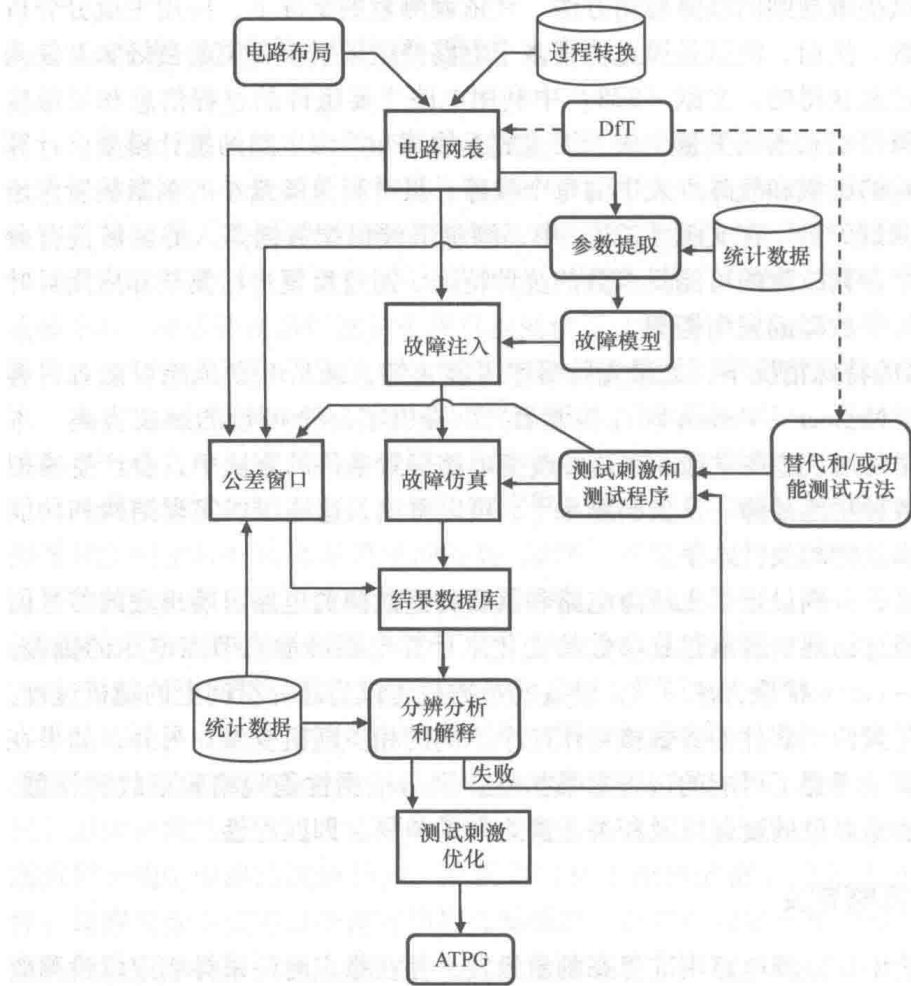 电路布局
过程转换
DfT
电路网表
参数提取
统计数据
故障注入
故障模型
公差窗口
故障仿真
测试刺激和
测试程序
替代和/或功
能测试方法
结果数据库
统计数据
分辨分析
和解释
失败
测试刺激
优化
ATPG